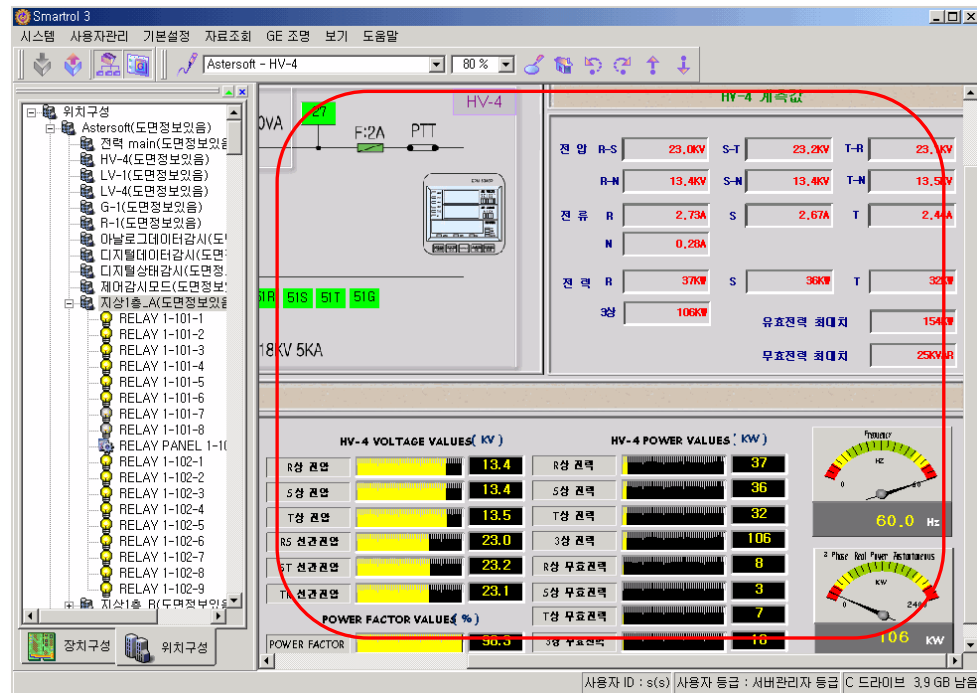 Smartrol 3
시스템 사용자관리 기본설정 자료조회 GE 조명 보기 도움말
Astersoft - HV-4 80 %
위치구성
Astersoft(도면정보있음)
전력 main(도면정보있음
HV-4(도면정보있음)
LV-1(도면정보있음)
LV-4(도면정보있음)
G-1(도면정보있음)
R-1(도면정보있음)
아날로그데이터감시(도
디지털데이터감시(도면
디지털상태감시(도면정
제어감시모드(도면정보
지상1층_A(도면정보있음
RELAY 1-101-1
RELAY 1-101-2
RELAY 1-101-3
RELAY 1-101-4
RELAY 1-101-5
RELAY 1-101-6
RELAY 1-101-7
RELAY 1-101-8
RELAY PANEL 1-10
RELAY 1-102-1
RELAY 1-102-2
RELAY 1-102-3
RELAY 1-102-4
RELAY 1-102-5
RELAY 1-102-6
RELAY 1-102-7
RELAY 1-102-8
RELAY 1-102-9
지상1층_B(도면정보있음
장치구성 위치구성
HV-4
0VA 27 F:2A PTT
51R 51S 51T 51G
18KV 5KA
HV-4 계측값
전 압 R-S 23.0KV S-T 23.2KV T-R
R-N 13.4KV S-N 13.4KV T-N 13.5KV
전 류 R 2.73A S 2.67A T 2.44A
N 0.28A
전 력 R 37KW S 36KW T 32KW
3상 106KW
유효전력 최대치 154KW
무효전력 최대치 25KVAR
HV-4 VOLTAGE VALUES( KV )
R상 전압 13.4
S상 전압 13.4
T상 전압 13.5
RS 선간전압 23.0
ST 선간전압 23.2
TR 선간전압 23.1
POWER FACTOR VALUES( % )
POWER FACTOR 98.3
HV-4 POWER VALUES( KW )
R상 전력 37
S상 전력 36
T상 전력 32
3상 전력 106
R상 무효전력 8
S상 무효전력 3
T상 무효전력 7
3상 무효전력 18
Frequency
HZ
0 60
60.0 Hz
3 Phase Real Power Instantaneous
KW
0 2400
106 KW
사용자 ID : s(s) 사용자 등급 : 서버관리자 등급 C 드라이브 3,9 GB 남음